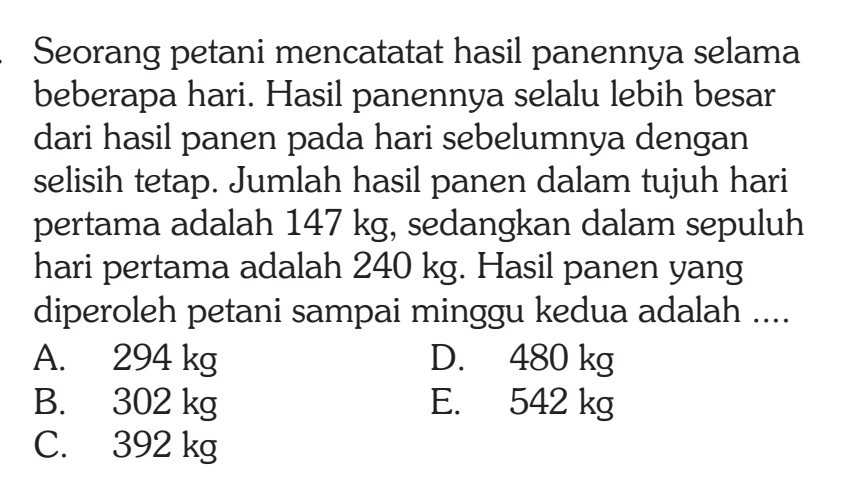 . Seorang petani mencatatat hasil panennya selama
beberapa hari. Hasil panennya selalu lebih besar
dari hasil panen pada hari sebelumnya dengan
selisih tetap. Jumlah hasil panen dalam tujuh hari
pertama adalah 147 kg, sedangkan dalam sepuluh
hari pertama adalah 240 kg. Hasil panen yang
diperoleh petani sampai minggu kedua adalah ....
A. 294 kg D. 480 kg
B. 302 kg E. 542 kg
C. 392 kg